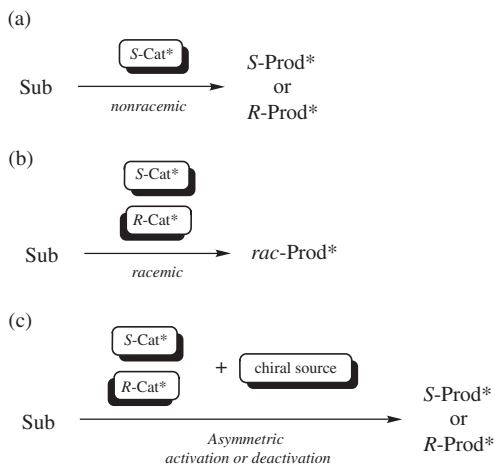 (a)
S-Cat*
Sub
nonracemic
S-Prod*
or
R-Prod*
(b)
S-Cat*
R-Cat*
Sub
racemic
rac-Prod*
(c)
S-Cat*
R-Cat*
+
chiral source
Sub
Asymmetric
activation or deactivation
S-Prod*
or
R-Prod*